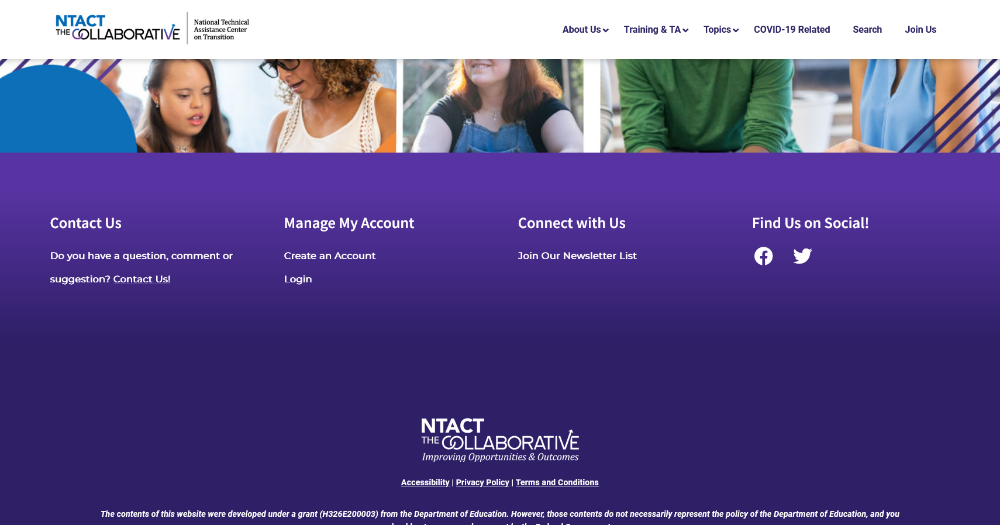 NTACT
THE COLLABORATIVE
National Technical
Assistance Center
on Transition
About Us
Training & TA
Topics
COVID-19 Related
Search
Join Us
Contact Us
Do you have a question, comment or
suggestion? Contact Us!
Manage My Account
Create an Account
Login
Connect with Us
Join Our Newsletter List
Find Us on Social!
NTACT
THE COLLABORATIVE
Improving Opportunities & Outcomes
Accessibility | Privacy Policy | Terms and Conditions
The contents of this website were developed under a grant (H326E200003) from the Department of Education. However, those contents do not necessarily represent the policy of the Department of Education, and you